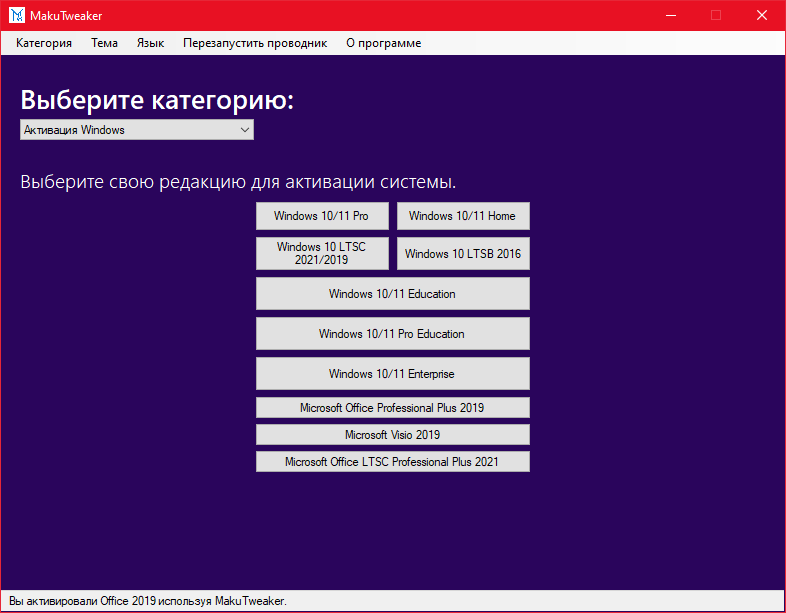 MakuTweaker
Категория Тема Язык Перезапустить проводник О программе
Выберите категорию:
Активация Windows
Выберите свою редакцию для активации системы.
Windows 10/11 Pro
Windows 10/11 Home
Windows 10 LTSC
2021/2019
Windows 10 LTSB 2016
Windows 10/11 Education
Windows 10/11 Pro Education
Windows 10/11 Enterprise
Microsoft Office Professional Plus 2019
Microsoft Visio 2019
Microsoft Office LTSC Professional Plus 2021
Вы активировали Office 2019 используя MakuTweaker.